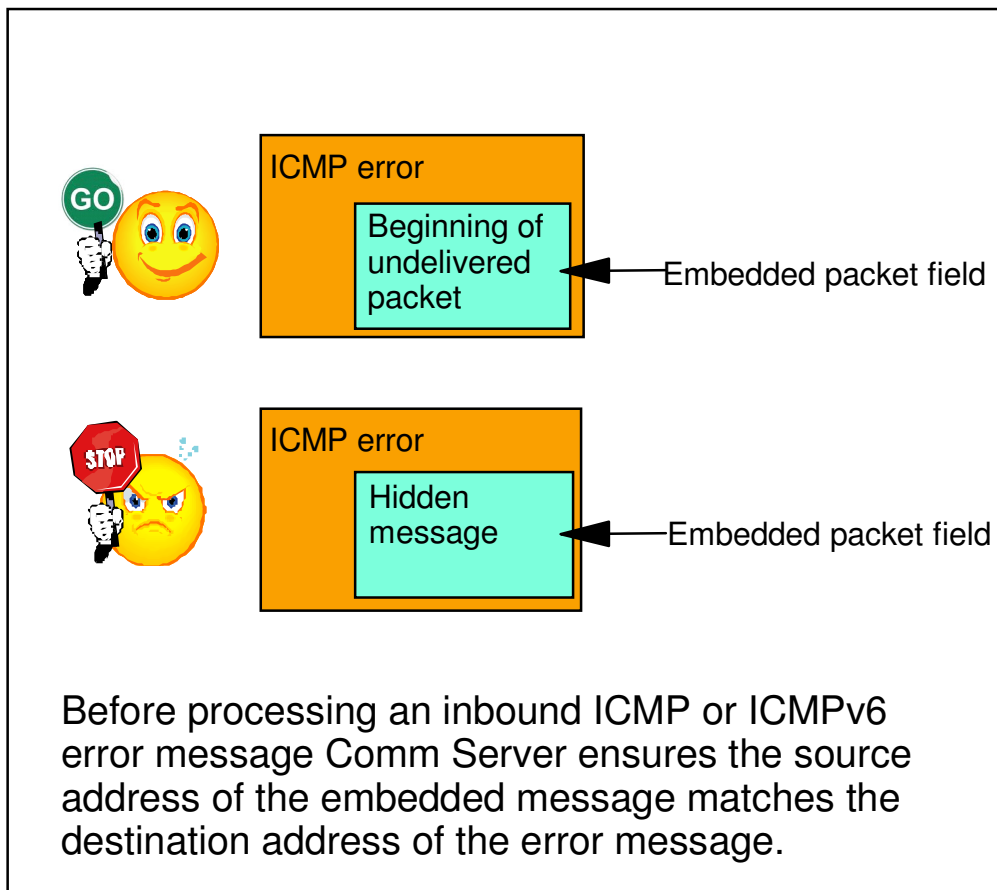 GO
ICMP error
Beginning of
undelivered
packet
Embedded packet field
STOP
ICMP error
Hidden
message
Embedded packet field
Before processing an inbound ICMP or ICMPv6
error message Comm Server ensures the source
address of the embedded message matches the
destination address of the error message.